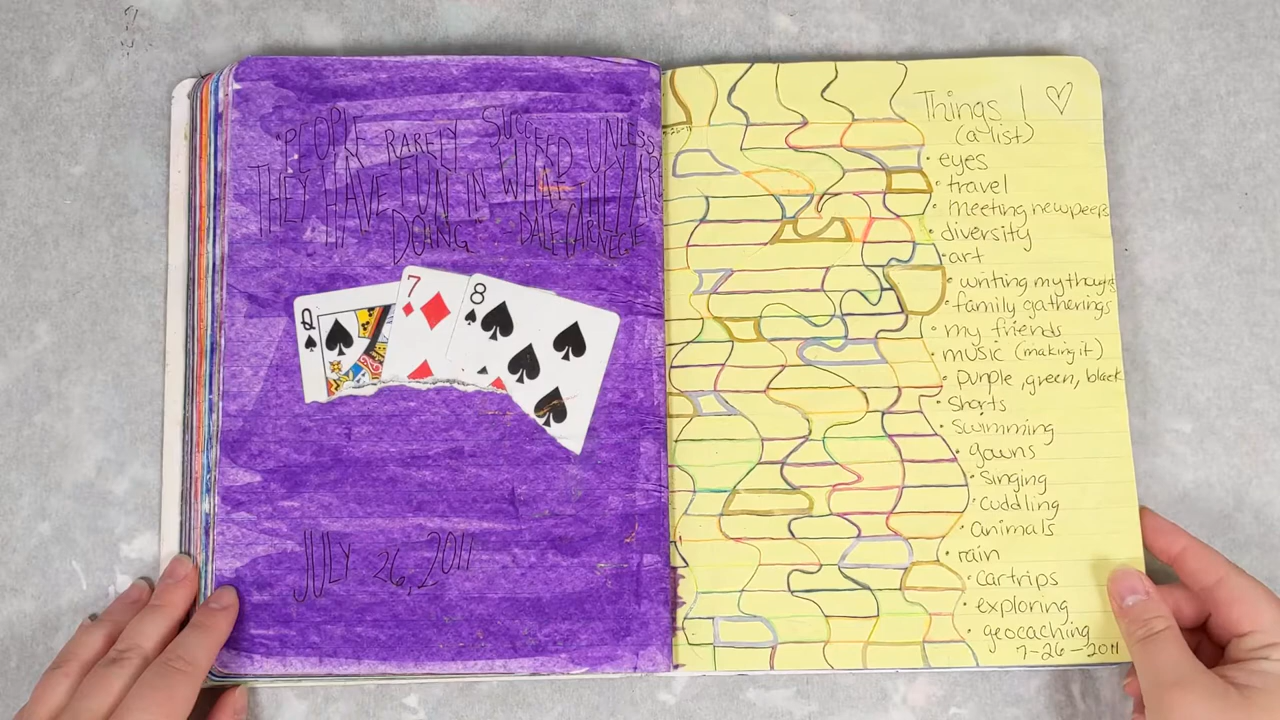 "PEOPLE RARELY SUCCEED UNLESS
THEY HAVE FUN IN WHAT THEY ARE
DOING" - DALE CARNEGIE
Q
7
8
JULY 26, 2011
Things I ♡
(a list)
• eyes
• travel
• meeting new peeps
• diversity
• art
• writing my thoughts
• family gatherings
• my friends
• music (making it)
• purple, green, black
• Shorts
• Swimming
• gowns
• Singing
• Cuddling
• animals
• rain
• Cartrips
• exploring
• geocaching
7-26-2011